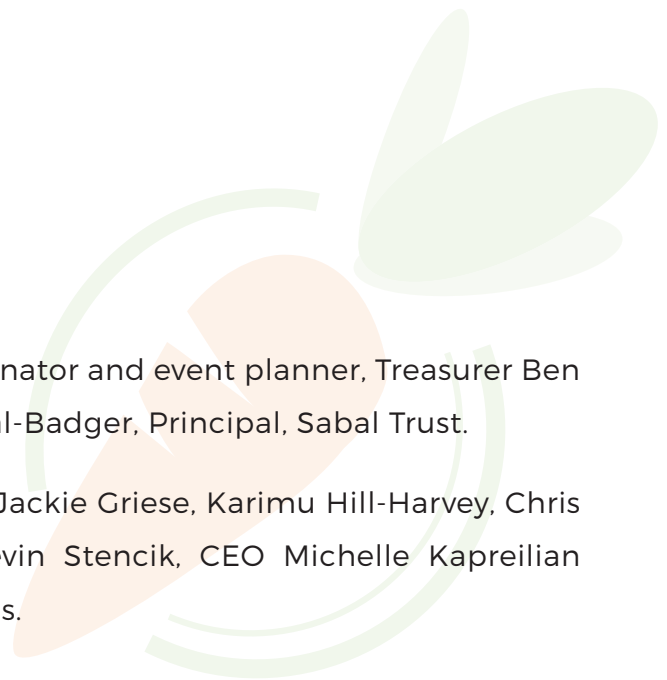 nator and event planner, Treasurer Ben
l-Badger, Principal, Sabal Trust.
Jackie Griese, Karimu Hill-Harvey, Chris
vin Stencik, CEO Michelle Kapreilian
s.